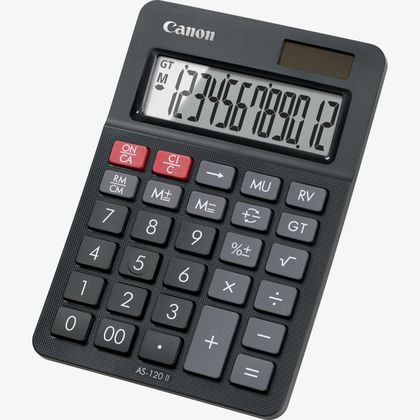 Canon
GT
M
123456789012
ON/CA CI/C → MU RV
RM/CM M± M= GT
7 8 9 %± √
4 5 6 × ÷
1 2 3 + −
0 00 · =
AS-120 II